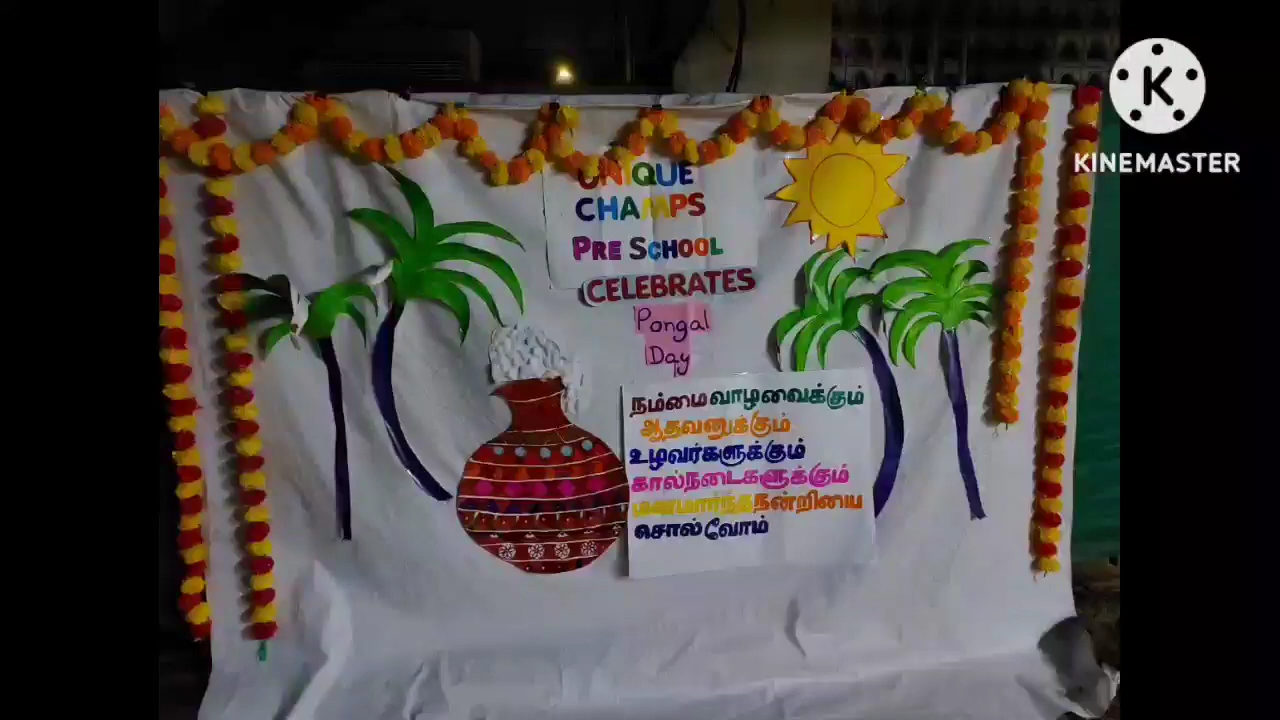 UNIQUE
CHAMPS
PRE SCHOOL
CELEBRATES
Pongal
Day
நம்மை வாழவைக்கும்
ஆதவனுக்கும்
உழவர்களுக்கும்
கால்நடைகளுக்கும்
மனமார்ந்த நன்றியை
சொல்வோம்
K
KINEMASTER